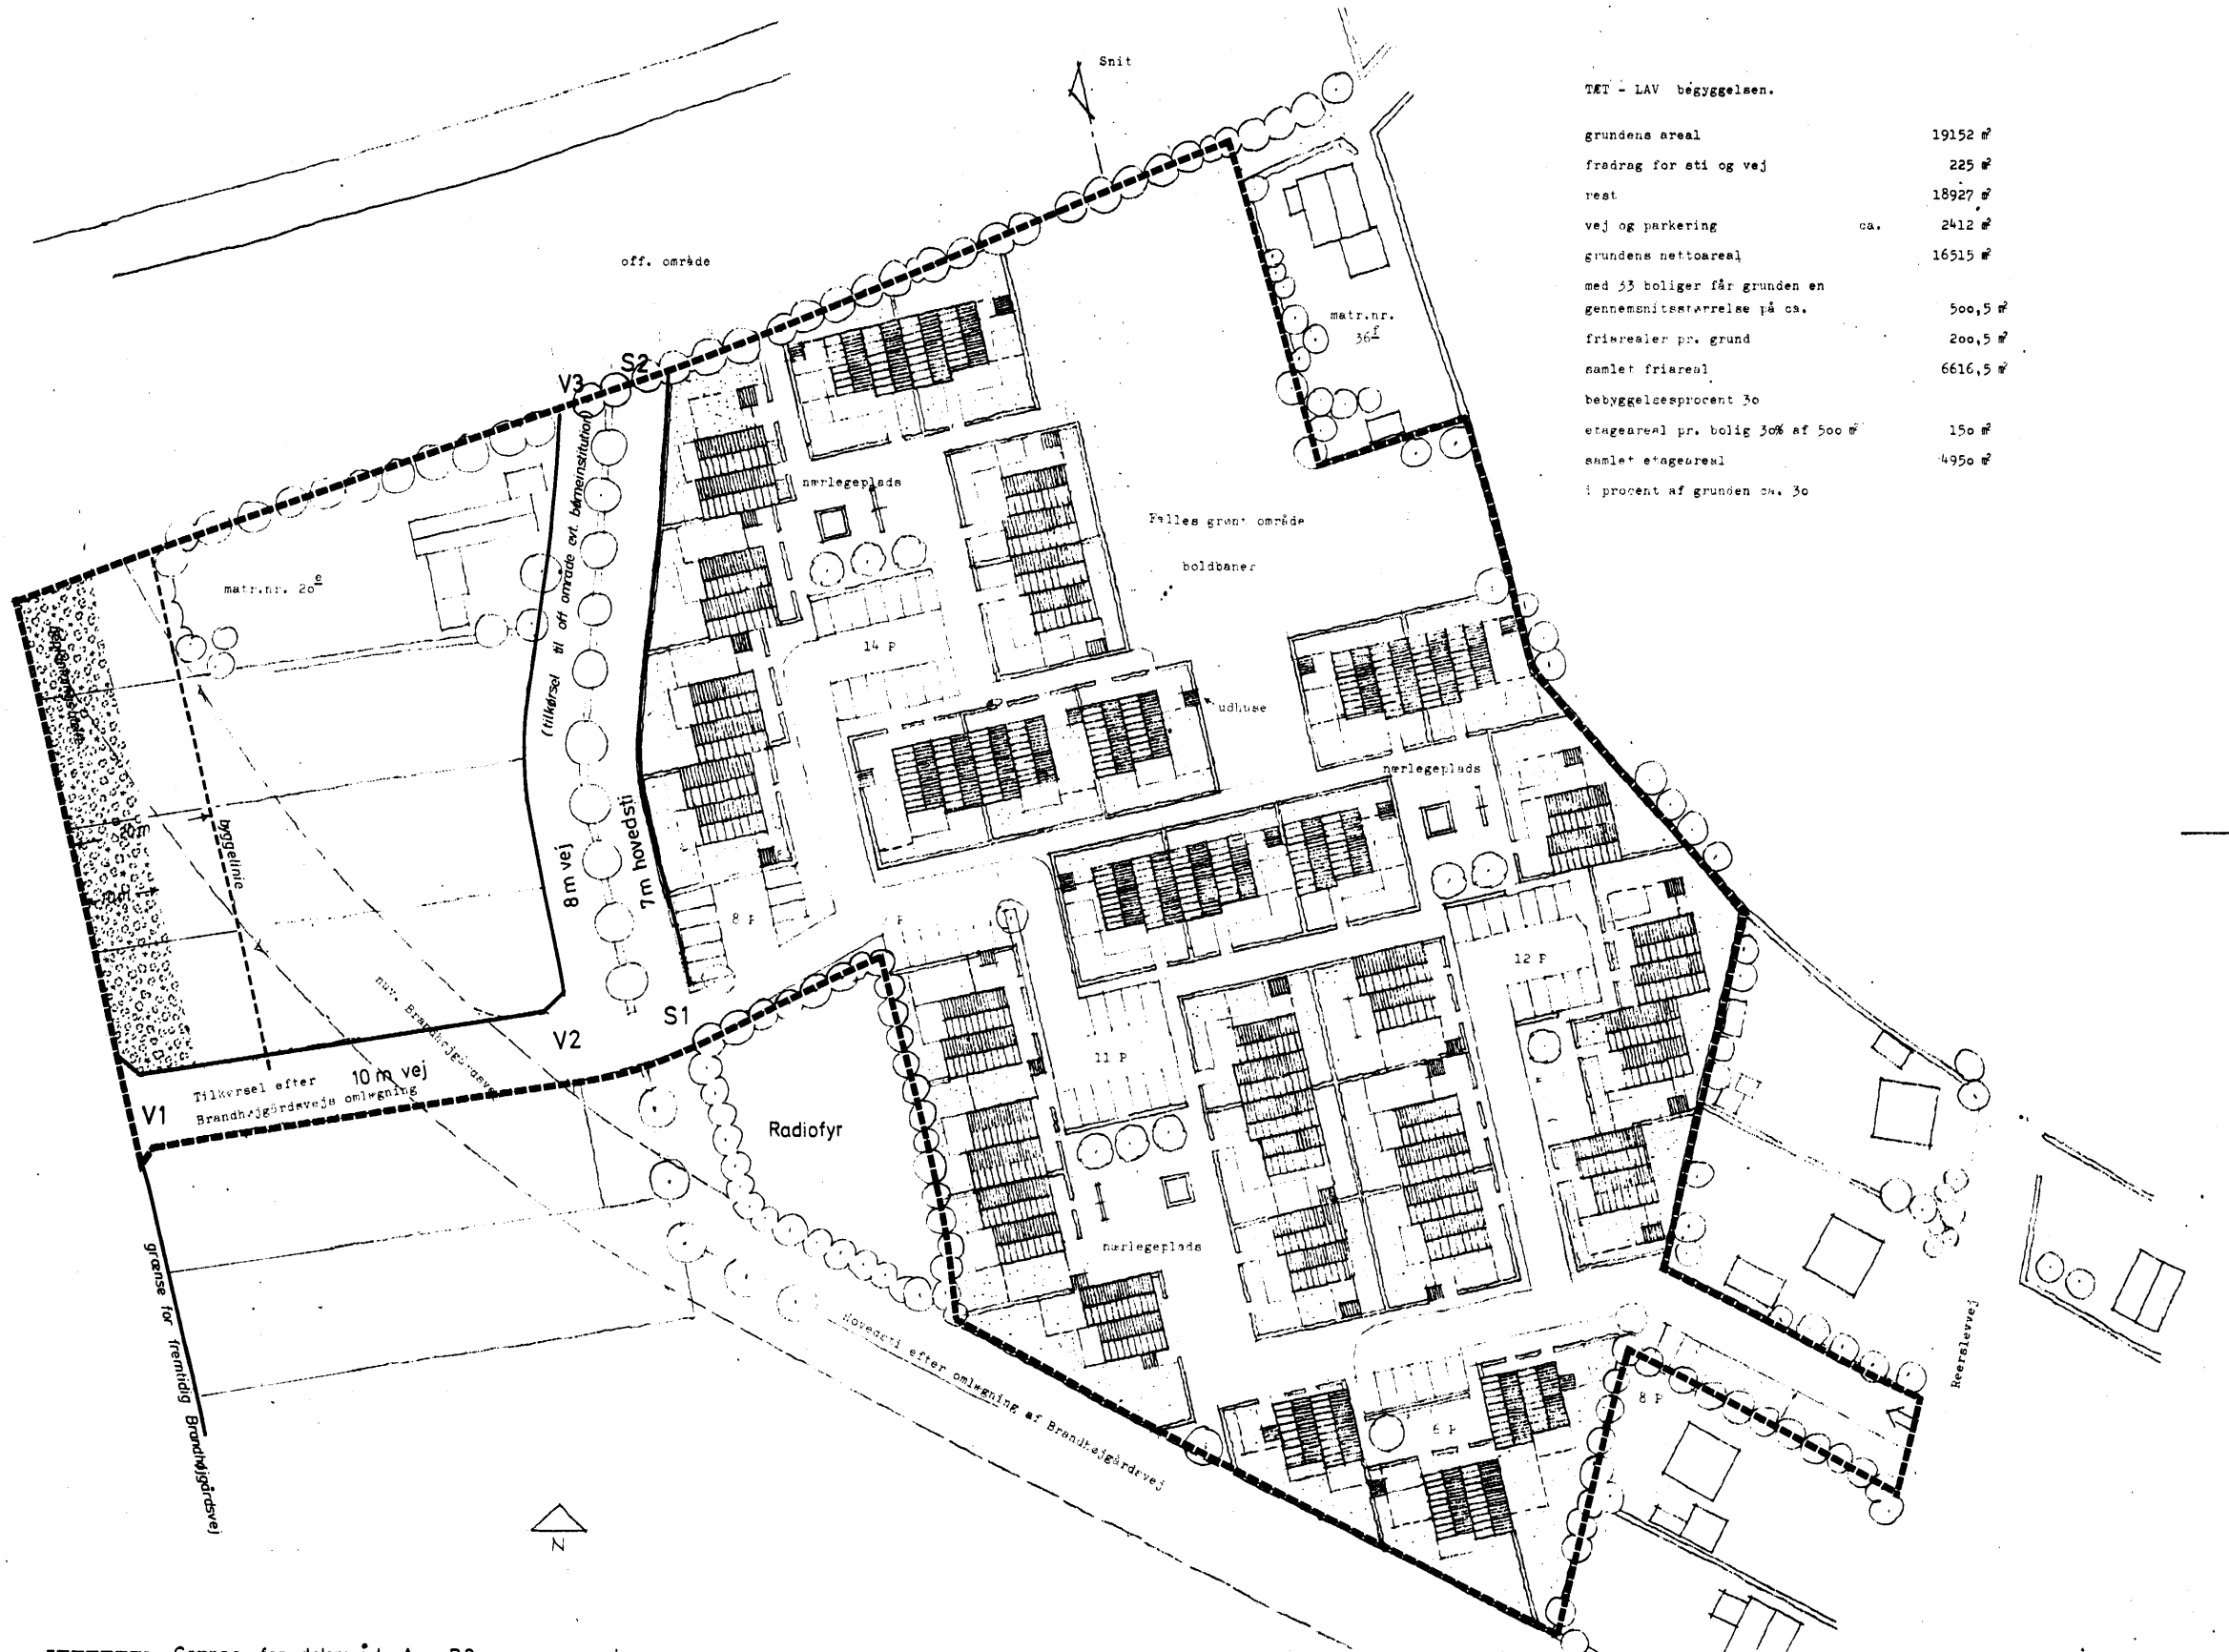 Snit
TÆT - LAV bebyggelsen.
grundens areal 19152 m²
fradrag for sti og vej 225 m²
rest 18927 m²
vej og parkering ca. 2412 m²
grundens nettoareal 16515 m²
med 33 boliger får grunden en
gennemsnitsstørrelse på ca. 500,5 m²
friarealer pr. grund 200,5 m²
samlet friareal 6616,5 m²
bebyggelsesprocent 30
etageareal pr. bolig 30% af 500 m² 150 m²
samlet etageareal 4950 m²
i procent af grunden ca. 30
off. område
matr.nr.
36f
V3
S2
nærlegeplads
Fælles grønt område
boldbaner
matr.nr. 20e
(tilkørsel til off område evt. børneinstitution)
14 P
udhuse
nærlegeplads
20m
byggelinie
8 m vej
7 m hovedsti
8 P
P
12 P
nuv. Brandhøjgårdsvej
S1
V2
11 P
Tilkørsel efter
Brandhøjgårdsvejs omlægning
10 m vej
V1
Radiofyr
nærlegeplads
grænse for fremtidig Brandhøjgårdsvej
Hovedsti efter omlægning af Brandhøjgårdsvej
Reerslevvej
8 P
6 P
N